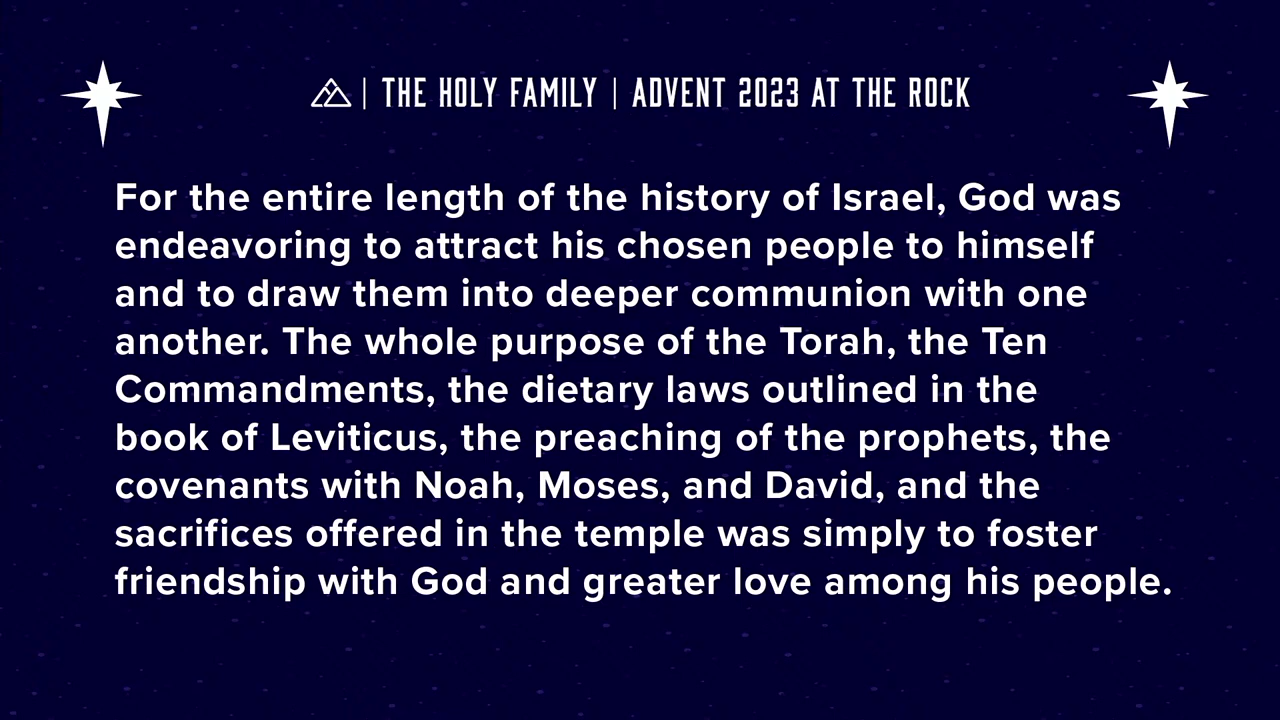 | THE HOLY FAMILY | ADVENT 2023 AT THE ROCK
For the entire length of the history of Israel, God was
endeavoring to attract his chosen people to himself
and to draw them into deeper communion with one
another. The whole purpose of the Torah, the Ten
Commandments, the dietary laws outlined in the
book of Leviticus, the preaching of the prophets, the
covenants with Noah, Moses, and David, and the
sacrifices offered in the temple was simply to foster
friendship with God and greater love among his people.